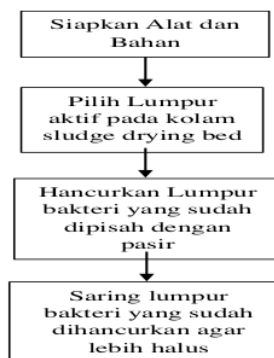 Siapkan Alat dan
Bahan
Pilih Lumpur
aktif pada kolam
sludge drying bed
Hancurkan Lumpur
bakteri yang sudah
dipisah dengan
pasir
Saring lumpur
bakteri yang sudah
dihancurkan agar
lebih halus